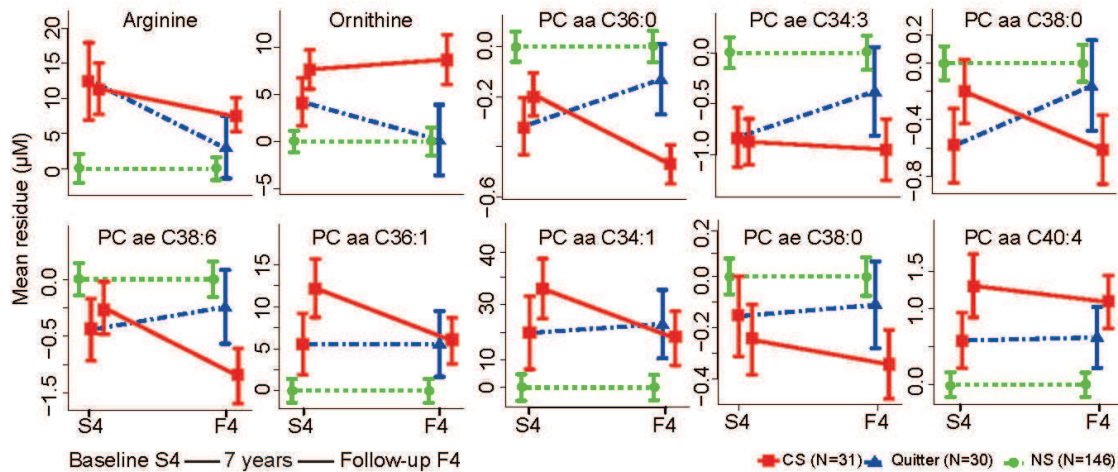 Arginine
Ornithine
PC aa C36:0
PC ae C34:3
PC aa C38:0
20
15
10
5
0
10
5
0
−5
0.0
−0.2
−0.6
0.0
−0.5
−1.0
0.0
−0.4
−0.8
Mean residue (μM)
PC ae C38:6
PC aa C36:1
PC aa C34:1
PC ae C38:0
PC aa C40:4
0.0
−0.5
−1.5
15
10
5
0
40
30
10
0
0.2
0.0
−0.2
−0.4
1.5
1.0
0.0
S4 F4
S4 F4
S4 F4
S4 F4
S4 F4
Baseline S4 — 7 years — Follow-up F4
CS (N=31) Quitter (N=30) NS (N=146)